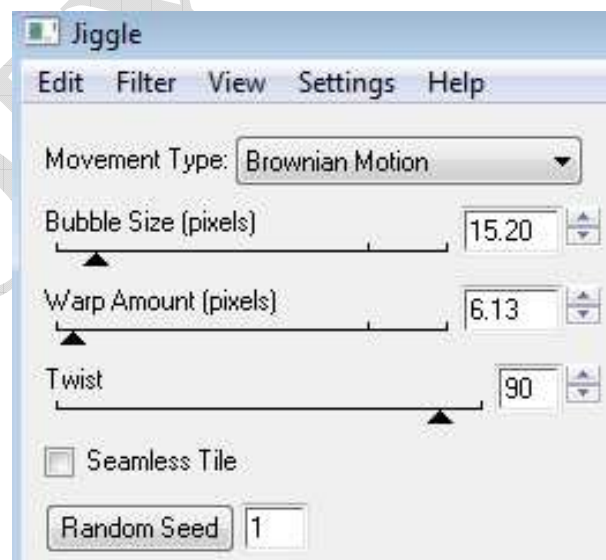 Jiggle
Edit Filter View Settings Help
Movement Type: Brownian Motion
Bubble Size (pixels) 15.20
Warp Amount (pixels) 6.13
Twist 90
Seamless Tile
Random Seed 1